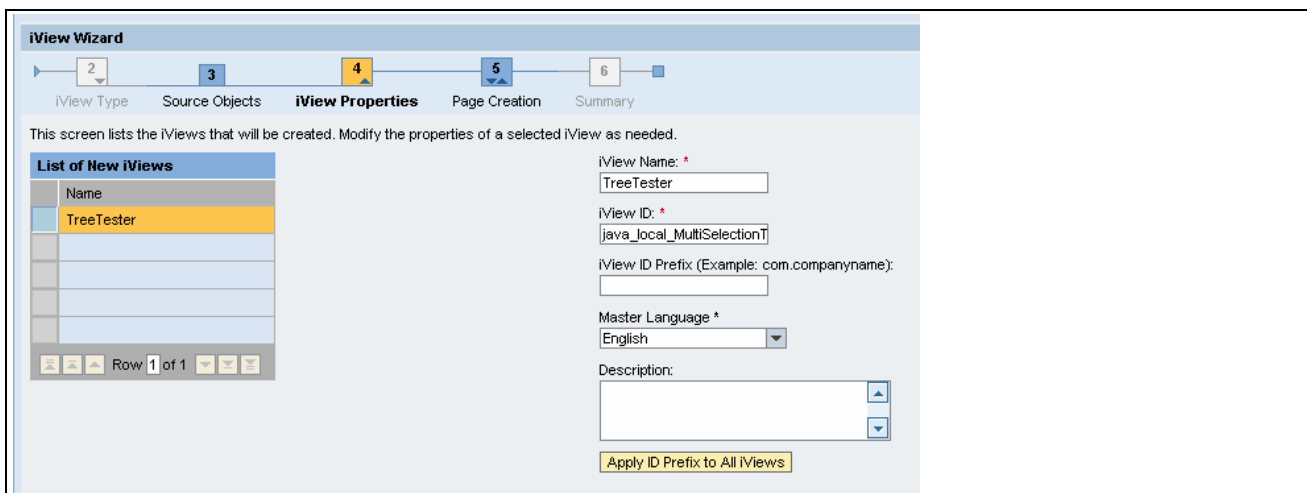 iView Wizard
2 3 4 5 6
iView Type Source Objects iView Properties Page Creation Summary
This screen lists the iViews that will be created. Modify the properties of a selected iView as needed.
List of New iViews
Name
TreeTester
Row 1 of 1
iView Name: *
TreeTester
iView ID: *
java_local_MultiSelectionT
iView ID Prefix (Example: com.companyname):
Master Language *
English
Description:
Apply ID Prefix to All iViews